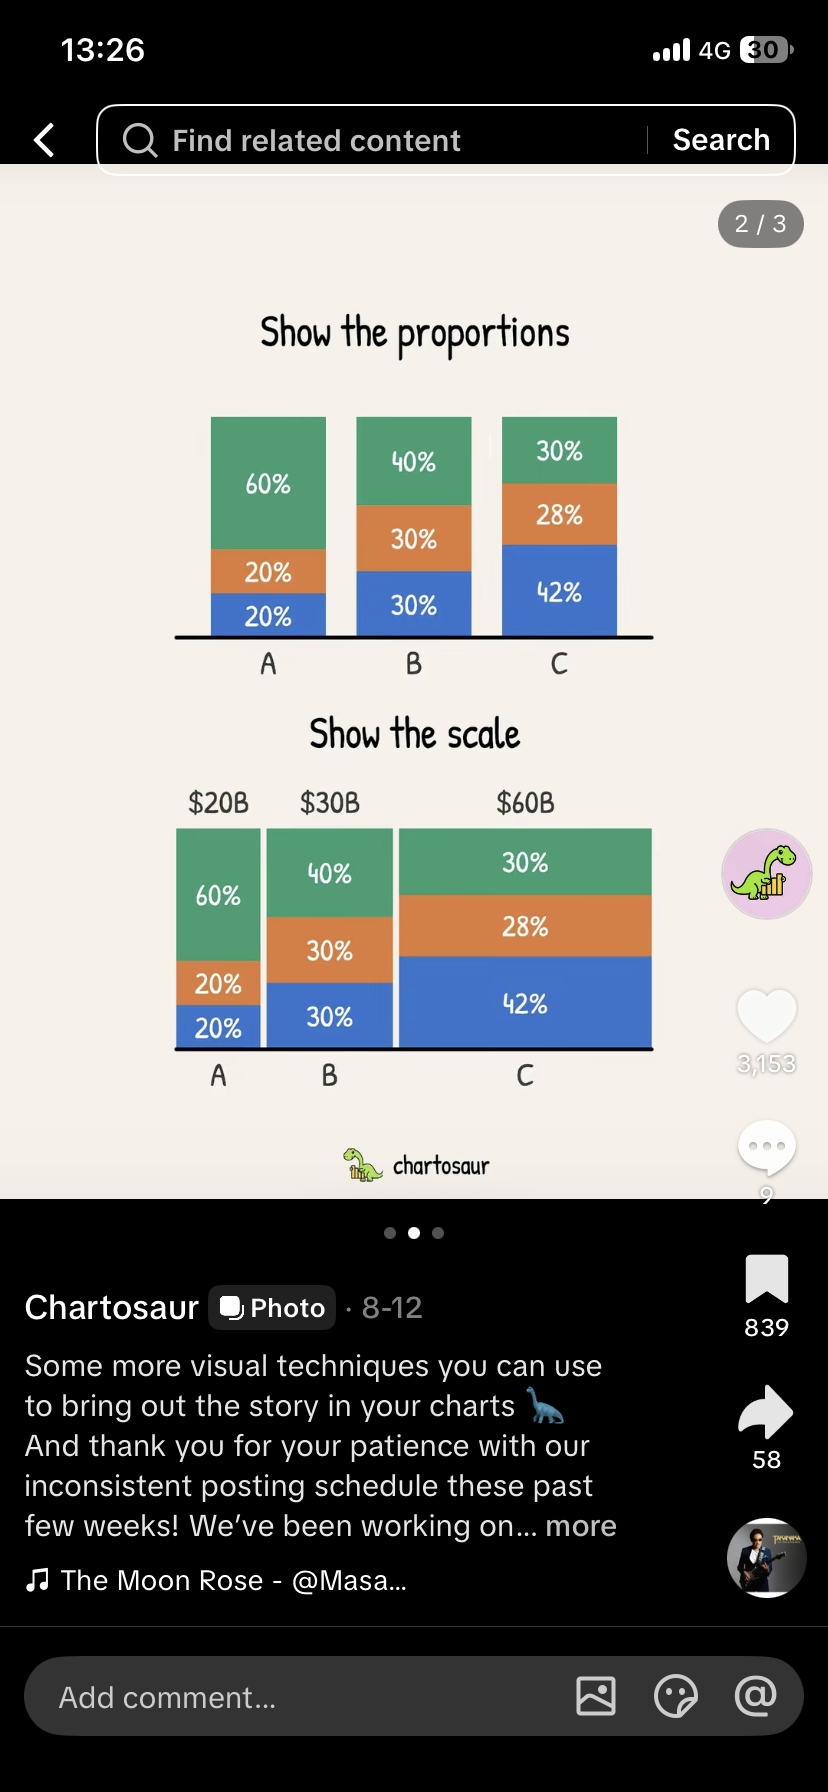 13:26
4G 30
Find related content
Search
2 / 3
Show the proportions
60%
20%
20%
40%
30%
30%
30%
28%
42%
A B C
Show the scale
$20B $30B $60B
60%
20%
20%
40%
30%
30%
30%
28%
42%
A B C
chartosaur
3,153
9
839
58
Chartosaur Photo · 8-12
Some more visual techniques you can use
to bring out the story in your charts 🦕
And thank you for your patience with our
inconsistent posting schedule these past
few weeks! We’ve been working on... more
The Moon Rose - @Masa...
Add comment...